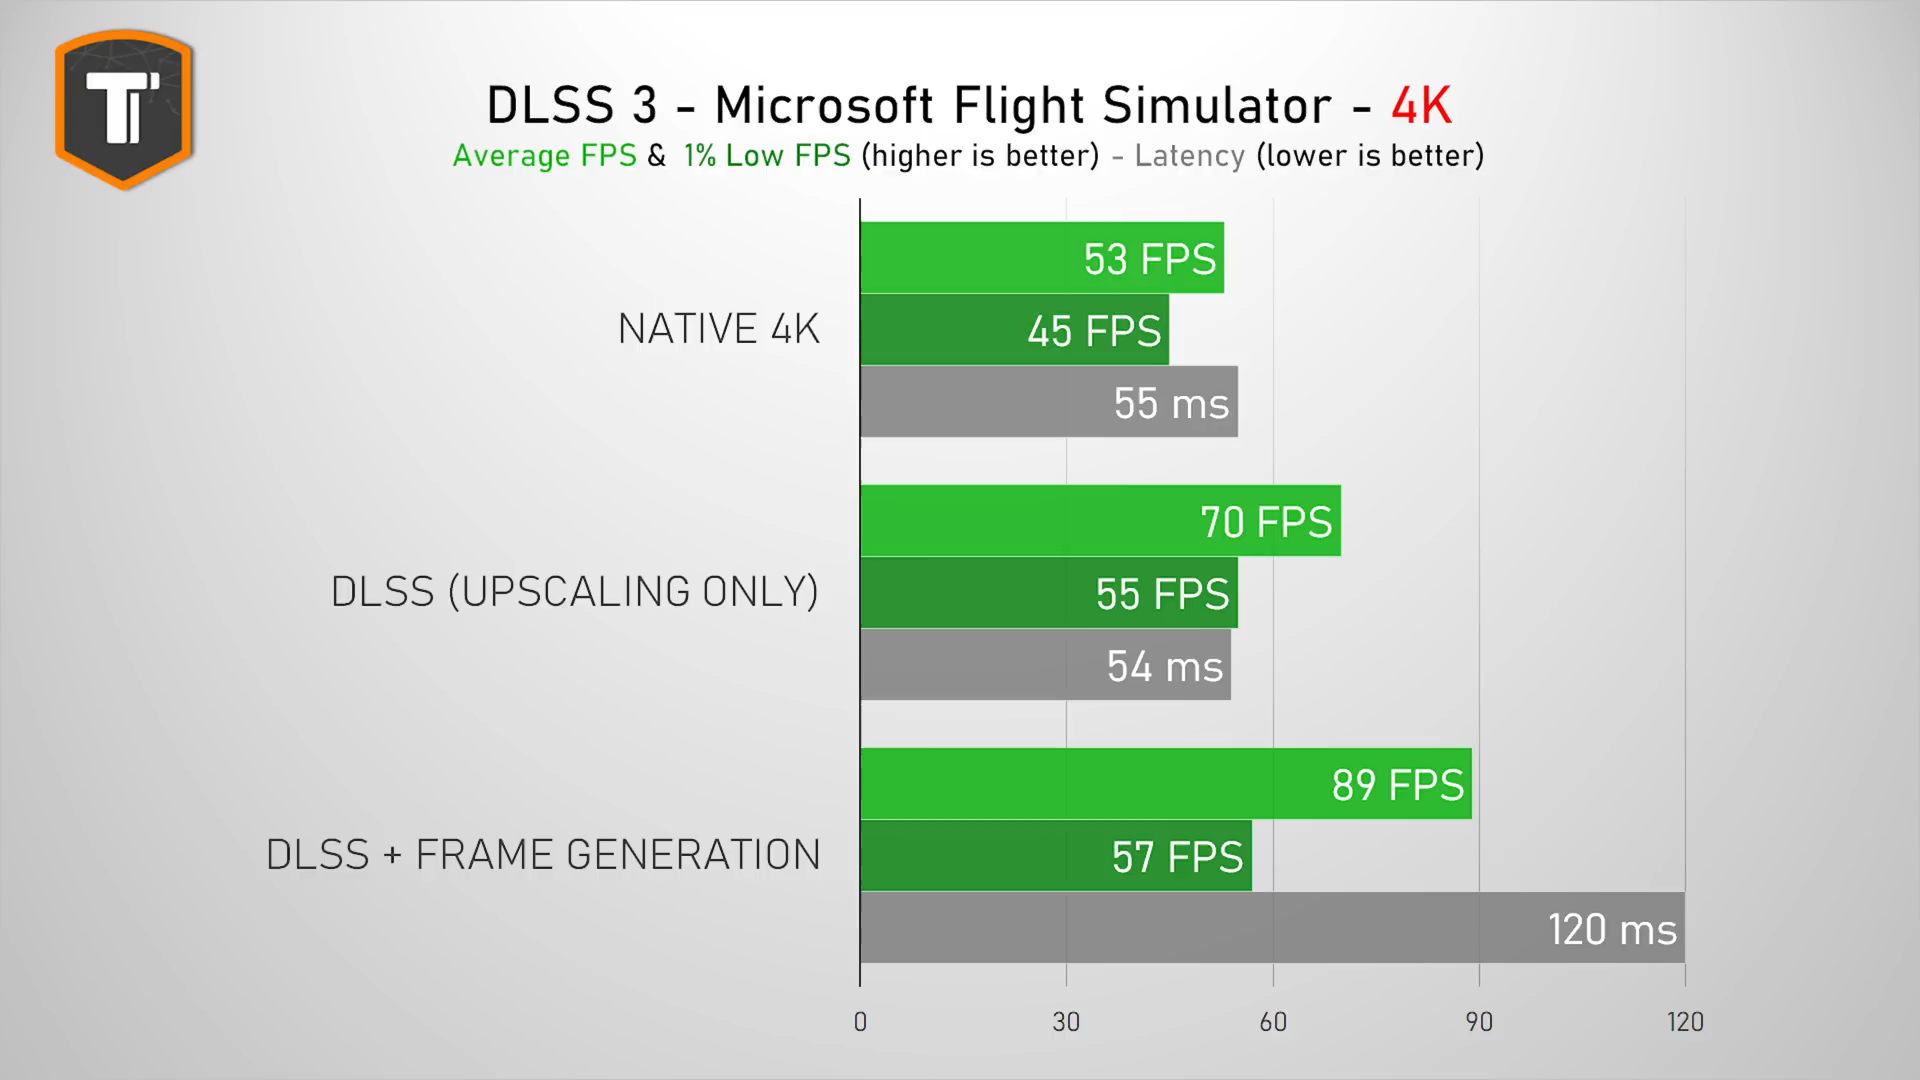 T
DLSS 3 - Microsoft Flight Simulator - 4K
Average FPS & 1% Low FPS (higher is better) - Latency (lower is better)
NATIVE 4K
53 FPS
45 FPS
55 ms
DLSS (UPSCALING ONLY)
70 FPS
55 FPS
54 ms
DLSS + FRAME GENERATION
89 FPS
57 FPS
120 ms
0 30 60 90 120